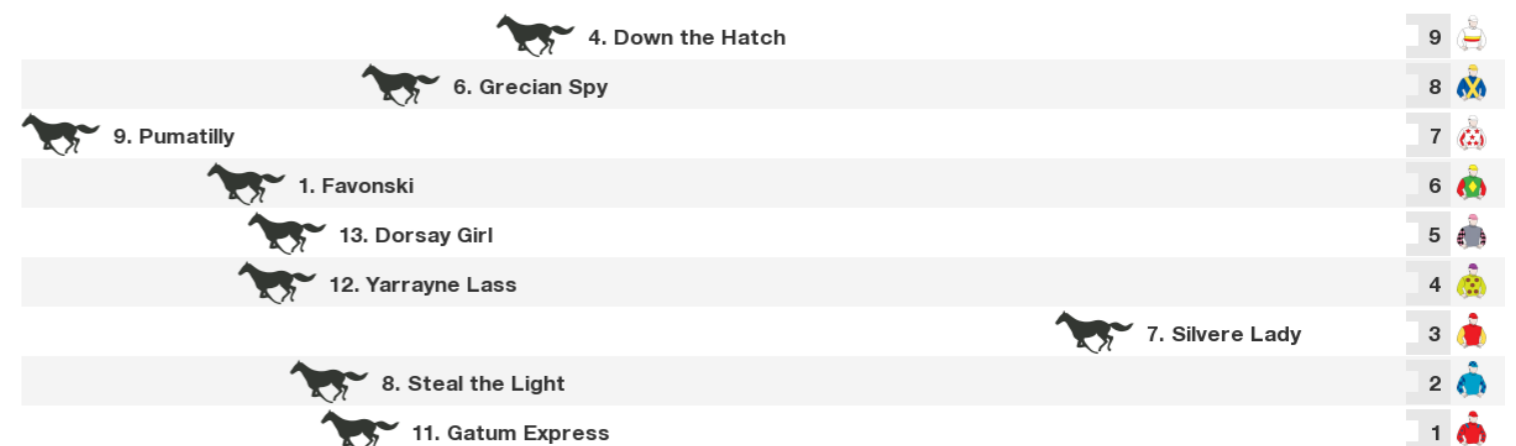 4. Down the Hatch 9
6. Grecian Spy 8
9. Pumatilly 7
1. Favonski 6
13. Dorsay Girl 5
12. Yarrayne Lass 4
7. Silvere Lady 3
8. Steal the Light 2
11. Gatum Express 1